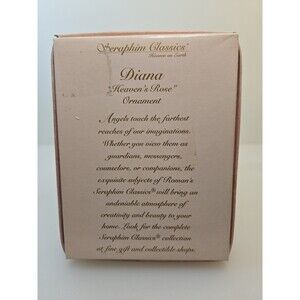 Seraphim Classics®
Heaven on Earth
Diana
"Heaven's Rose"
Ornament
Angels touch the farthest
reaches of our imaginations.
Whether you view them as
guardians, messengers,
counselors, or companions, the
exquisite subjects of Roman's
Seraphim Classics® will bring an
undeniable atmosphere of
creativity and beauty to your
home. Look for the complete
Seraphim Classics® collection
at fine gift and collectible shops.